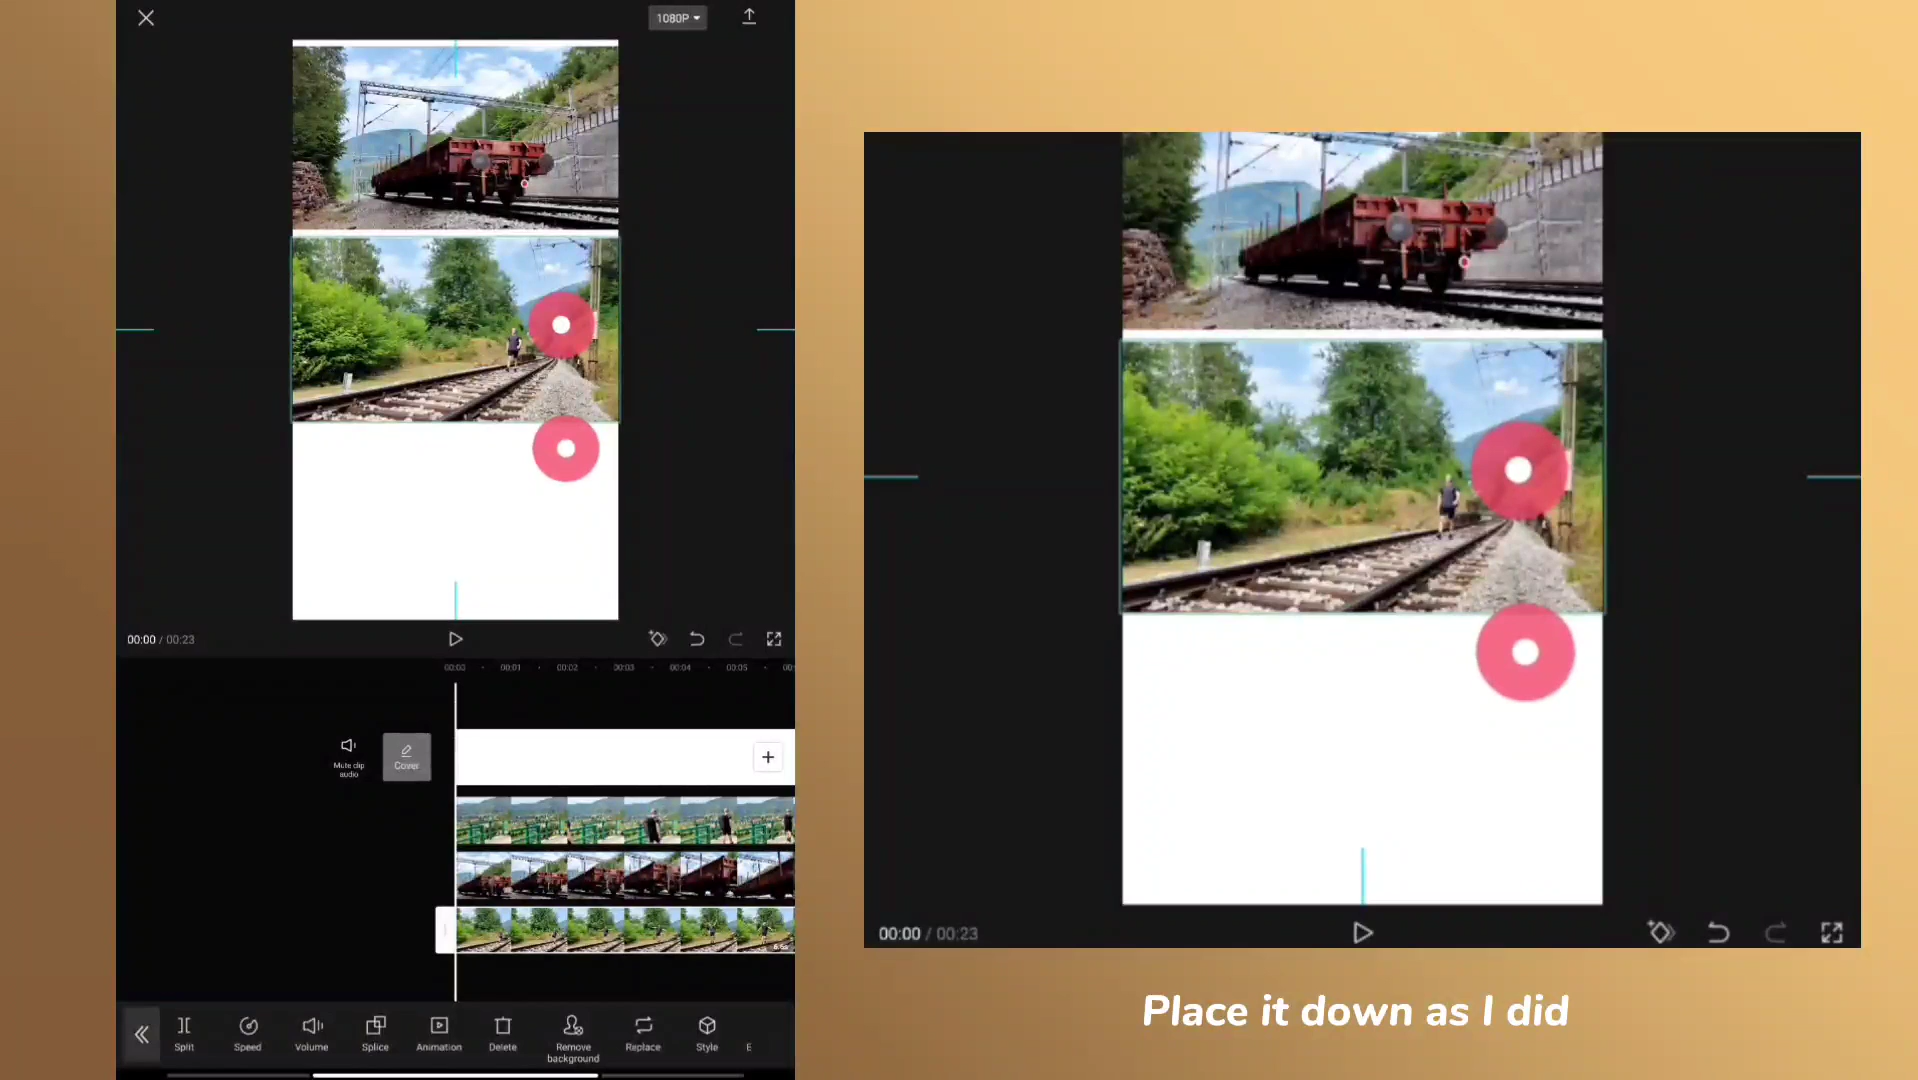 1080P
00:00 / 00:23
00:00 00:01 00:02 00:03 00:04 00:05
Mute clip
audio
Cover
6.6s
Split
Speed
Volume
Splice
Animation
Delete
Remove
background
Replace
Style
E
00:00 / 00:23
Place it down as I did